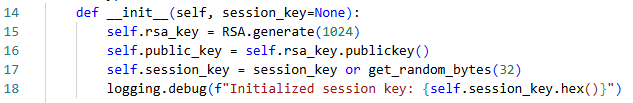 14 def __init__(self, session_key=None):
15 self.rsa_key = RSA.generate(1024)
16 self.public_key = self.rsa_key.publickey()
17 self.session_key = session_key or get_random_bytes(32)
18 logging.debug(f"Initialized session key: {self.session_key.hex()}")